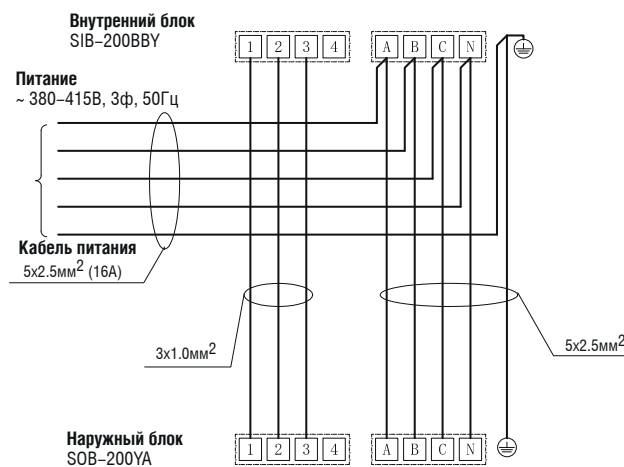 Внутренний блок
SIB–200BBY
1 2 3 4 A B C N
Питание
~ 380–415В, 3ф, 50Гц
Кабель питания
5x2.5мм² (16А)
3x1.0мм²
5x2.5мм²
Наружный блок
SOB–200YA
1 2 3 4 A B C N